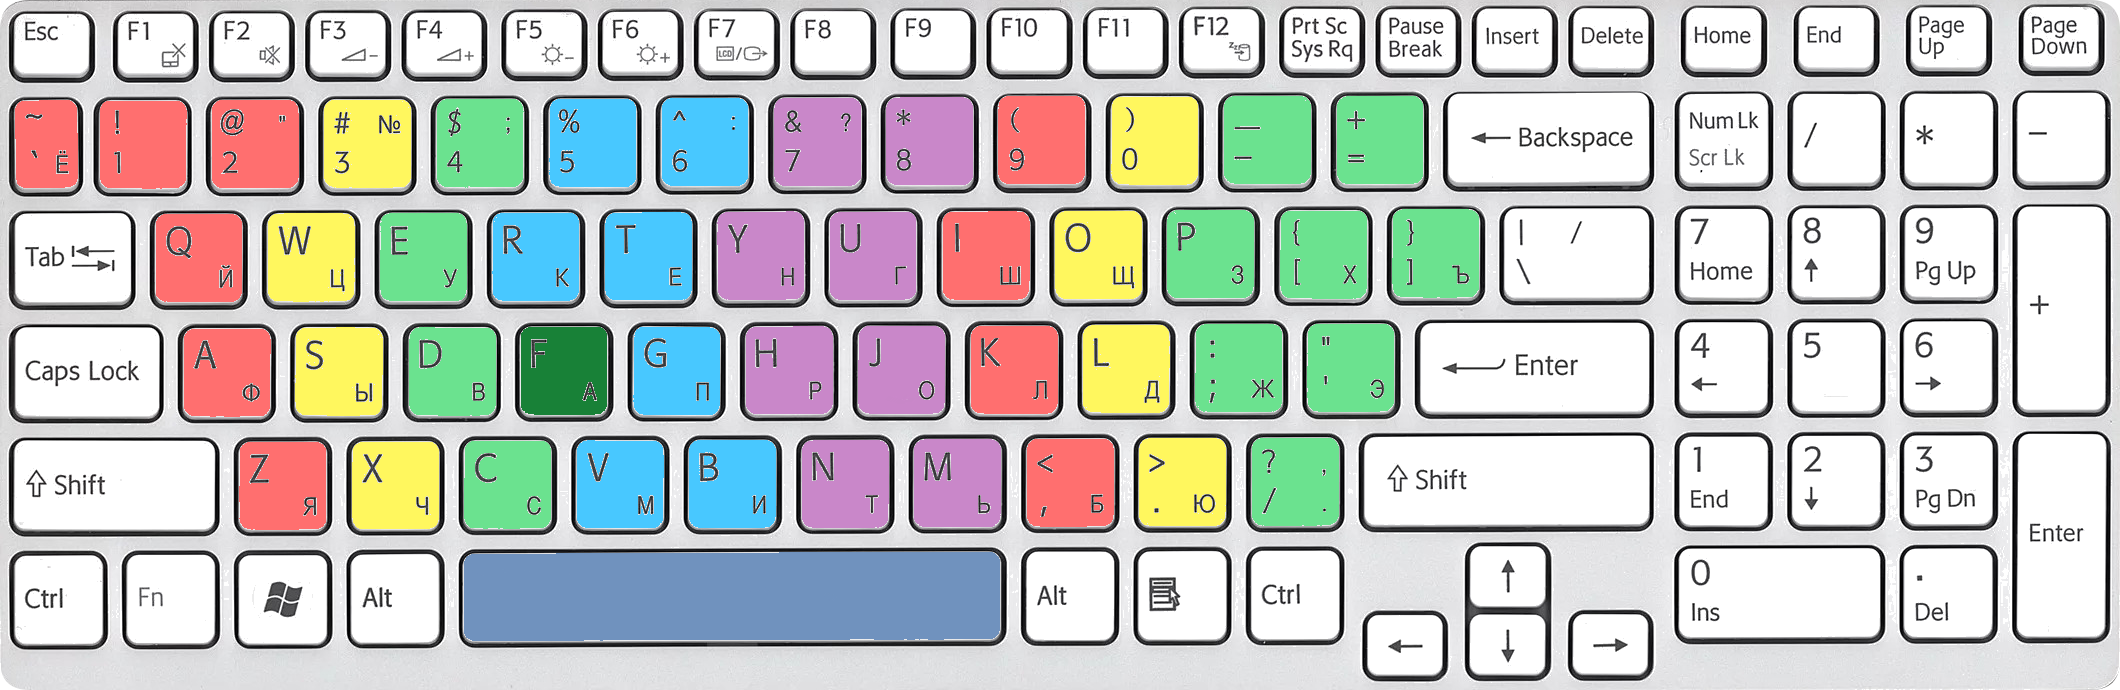 Esc F1 F2 F3 F4 F5 F6 F7 LCD F8 F9 F10 F11 F12 Prt Sc Sys Rq Pause Break Insert Delete Home End Page Up Page Down
~ ` Ё ! 1 @ " 2 # № 3 $ ; 4 % 5 ^ : 6 & ? 7 * 8 ( 9 ) 0 — – + = Backspace Num Lk Scr Lk / * –
Tab Q Й W Ц E У R К T Е Y Н U Г I Ш O Щ P З { [ Х } ] Ъ | / \ 7 Home 8 9 Pg Up +
Caps Lock A Ф S Ы D В F А G П H Р J О K Л L Д : ; Ж " ' Э Enter 4 5 6
Shift Z Я X Ч C С V М B И N Т M Ь < , Б > . Ю ? , / . Shift 1 End 2 3 Pg Dn Enter
Ctrl Fn Alt Alt Ctrl 0 Ins . Del